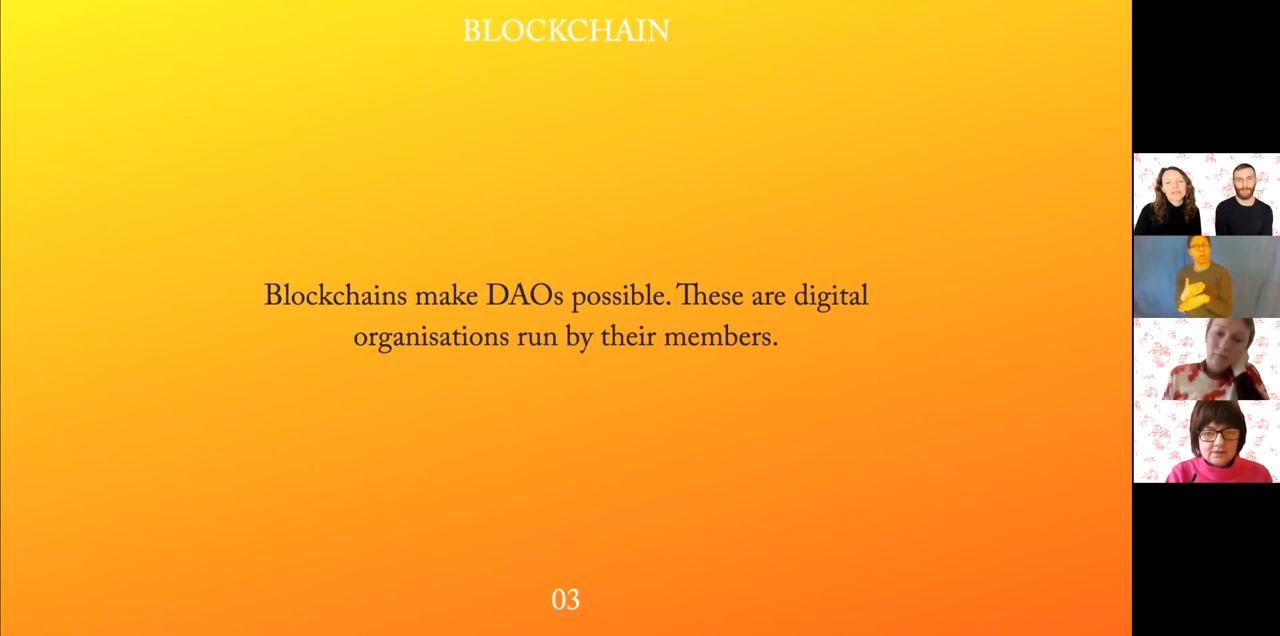 BLOCKCHAIN
Blockchains make DAOs possible. These are digital
organisations run by their members.
03